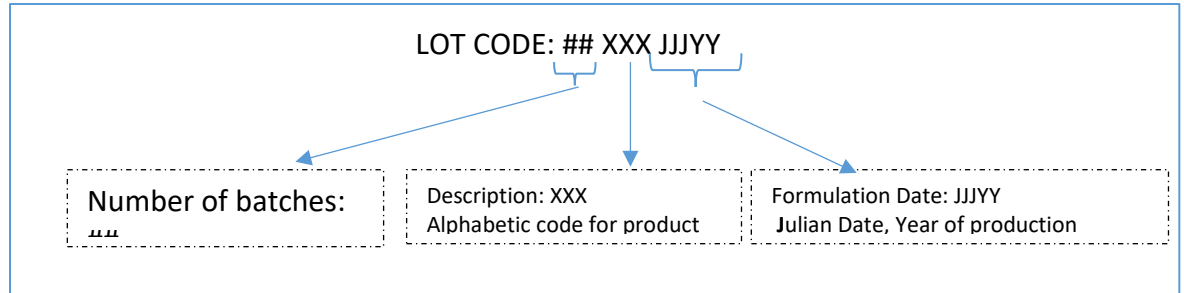 LOT CODE: ## XXX JJJYY
Number of batches:
##
Description: XXX
Alphabetic code for product
Formulation Date: JJJYY
Julian Date, Year of production